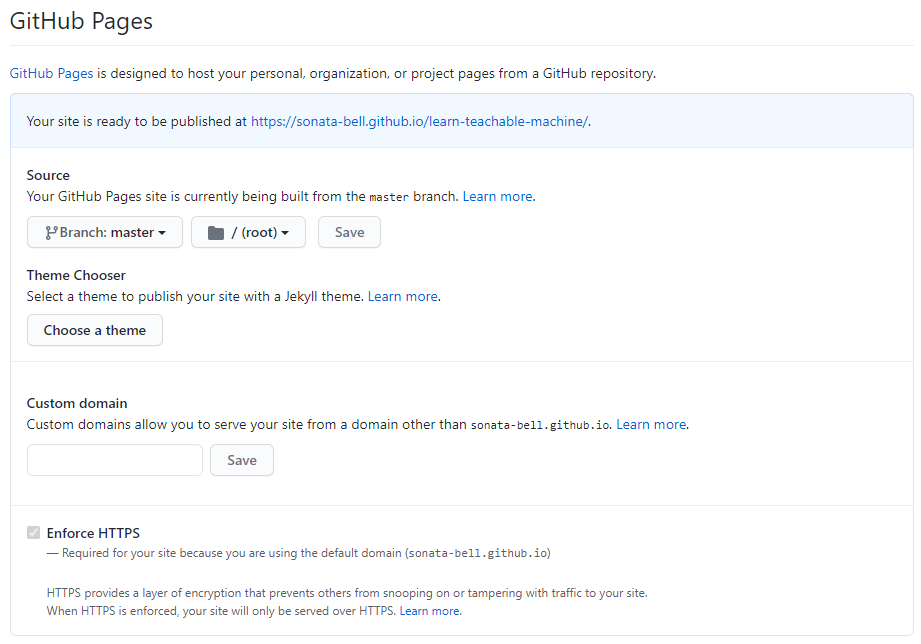 GitHub Pages
GitHub Pages is designed to host your personal, organization, or project pages from a GitHub repository.
Your site is ready to be published at https://sonata-bell.github.io/learn-teachable-machine/.
Source
Your GitHub Pages site is currently being built from the master branch. Learn more.
Branch: master / (root) Save
Theme Chooser
Select a theme to publish your site with a Jekyll theme. Learn more.
Choose a theme
Custom domain
Custom domains allow you to serve your site from a domain other than sonata-bell.github.io. Learn more.
Save
Enforce HTTPS
— Required for your site because you are using the default domain (sonata-bell.github.io)
HTTPS provides a layer of encryption that prevents others from snooping on or tampering with traffic to your site.
When HTTPS is enforced, your site will only be served over HTTPS. Learn more.